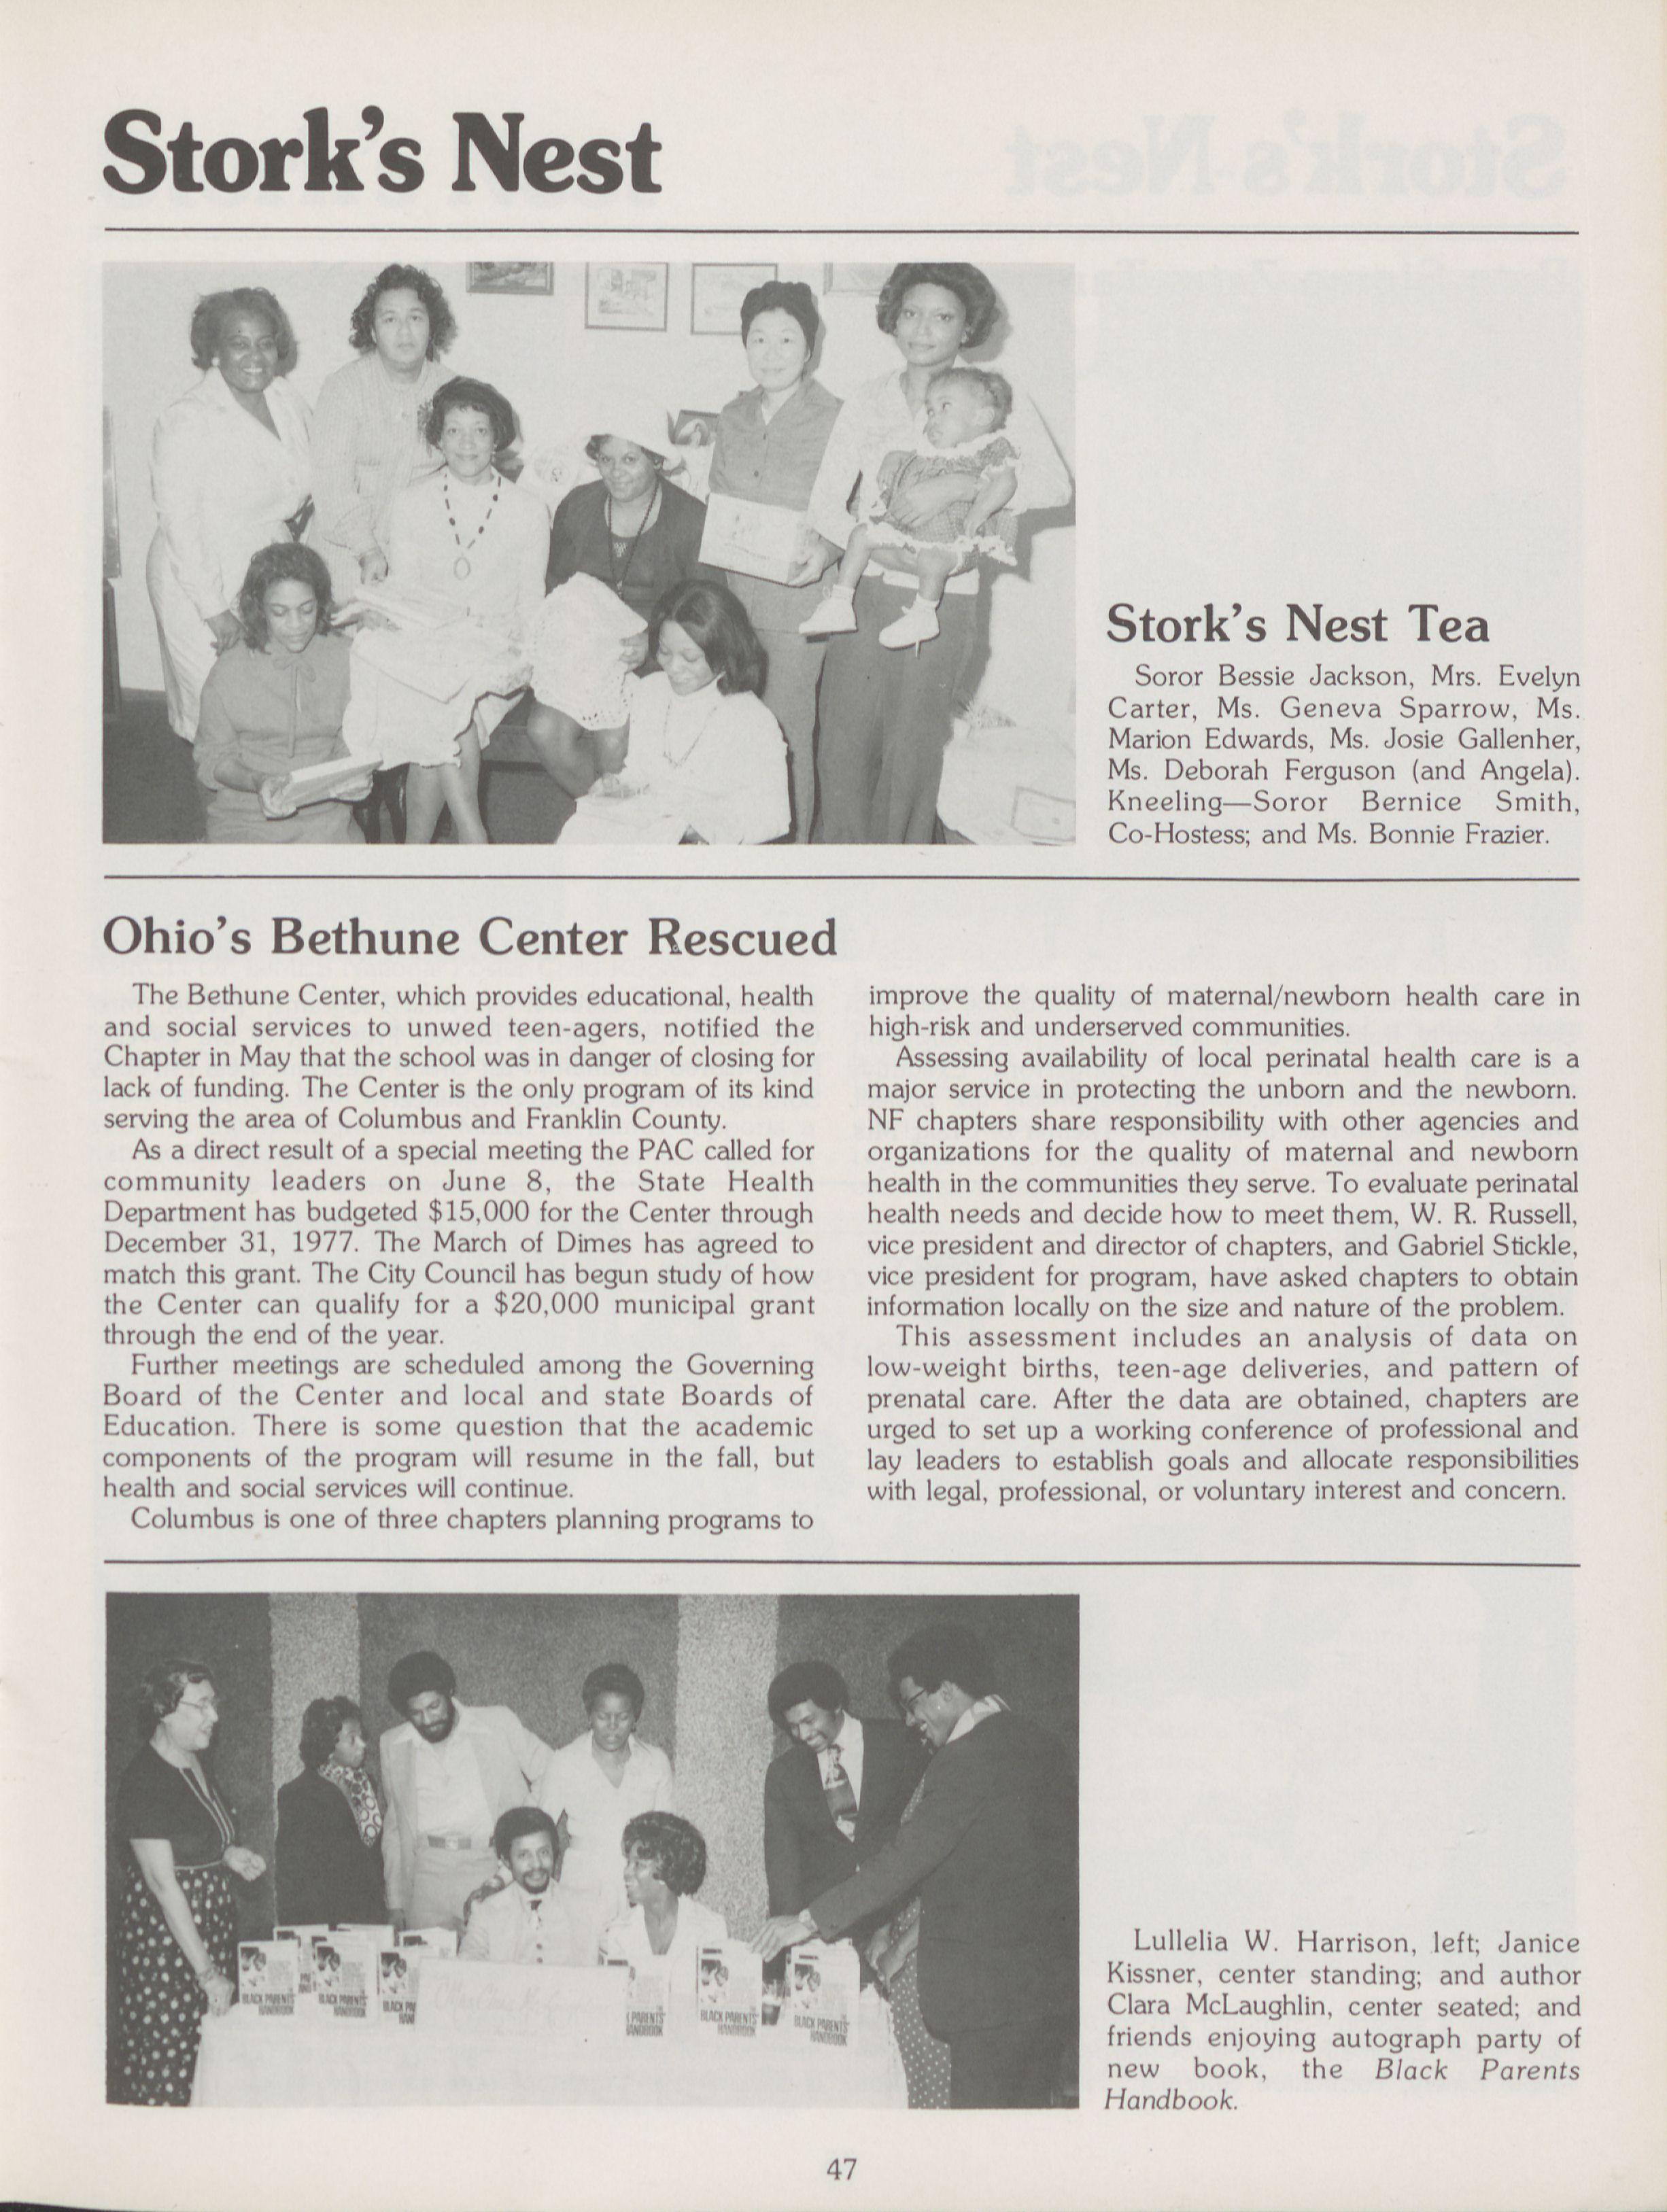 Stork's Nest
Stork's Nest Tea
Soror Bessie Jackson, Mrs. Evelyn
Carter, Ms. Geneva Sparrow, Ms.
Marion Edwards, Ms. Josie Gallenher,
Ms. Deborah Ferguson (and Angela).
Kneeling—Soror Bernice Smith,
Co-Hostess; and Ms. Bonnie Frazier.
Ohio's Bethune Center Rescued
The Bethune Center, which provides educational, health
and social services to unwed teen-agers, notified the
Chapter in May that the school was in danger of closing for
lack of funding. The Center is the only program of its kind
serving the area of Columbus and Franklin County.
As a direct result of a special meeting the PAC called for
community leaders on June 8, the State Health
Department has budgeted $15,000 for the Center through
December 31, 1977. The March of Dimes has agreed to
match this grant. The City Council has begun study of how
the Center can qualify for a $20,000 municipal grant
through the end of the year.
Further meetings are scheduled among the Governing
Board of the Center and local and state Boards of
Education. There is some question that the academic
components of the program will resume in the fall, but
health and social services will continue.
Columbus is one of three chapters planning programs to
improve the quality of maternal/newborn health care in
high-risk and underserved communities.
Assessing availability of local perinatal health care is a
major service in protecting the unborn and the newborn.
NF chapters share responsibility with other agencies and
organizations for the quality of maternal and newborn
health in the communities they serve. To evaluate perinatal
health needs and decide how to meet them, W. R. Russell,
vice president and director of chapters, and Gabriel Stickle,
vice president for program, have asked chapters to obtain
information locally on the size and nature of the problem.
This assessment includes an analysis of data on
low-weight births, teen-age deliveries, and pattern of
prenatal care. After the data are obtained, chapters are
urged to set up a working conference of professional and
lay leaders to establish goals and allocate responsibilities
with legal, professional, or voluntary interest and concern.
BLACK PARENTS'
HANDBOOK
BLACK PARENTS'
HANDBOOK
BLACK PA
HAN
PARENTS'
HANDBOOK
BLACK PARENTS'
HANDBOOK
BLACK PARENTS'
HANDBOOK
Lullelia W. Harrison, left; Janice
Kissner, center standing; and author
Clara McLaughlin, center seated; and
friends enjoying autograph party of
new book, the Black Parents
Handbook.
47